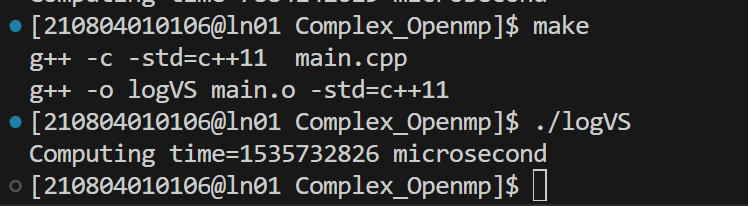 [210804010106@ln01 Complex_Openmp]$ make
g++ -c -std=c++11  main.cpp
g++ -o logVS main.o -std=c++11
[210804010106@ln01 Complex_Openmp]$ ./logVS
Computing time=1535732826 microsecond
[210804010106@ln01 Complex_Openmp]$